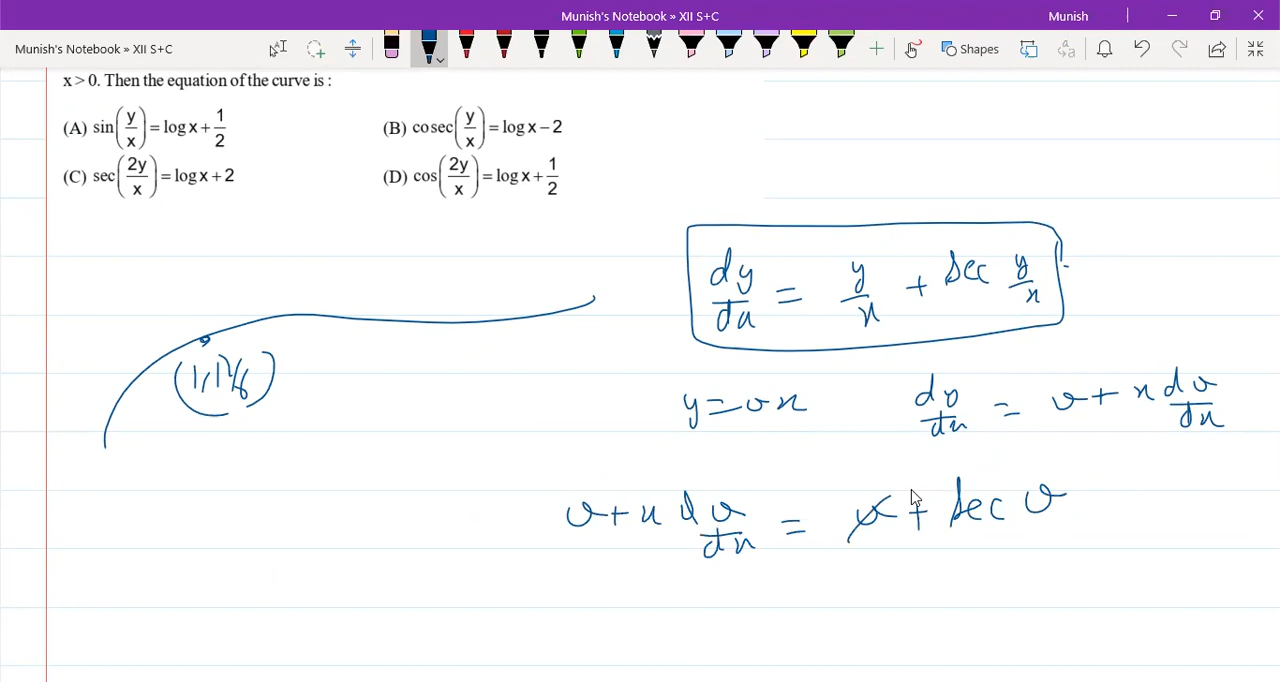 Munish's Notebook » XII S+C
Munish
Munish's Notebook » XII S+C
Shapes
x > 0. Then the equation of the curve is :
(A) sin(y/x) = log x + 1/2
(B) cosec(y/x) = log x − 2
(C) sec(2y/x) = log x + 2
(D) cos(2y/x) = log x + 1/2
dy/dx = y/x + sec y/x
(1, π/6)
y = vx
dy/dx = v + x dv/dx
v + x dv/dx = v + sec v